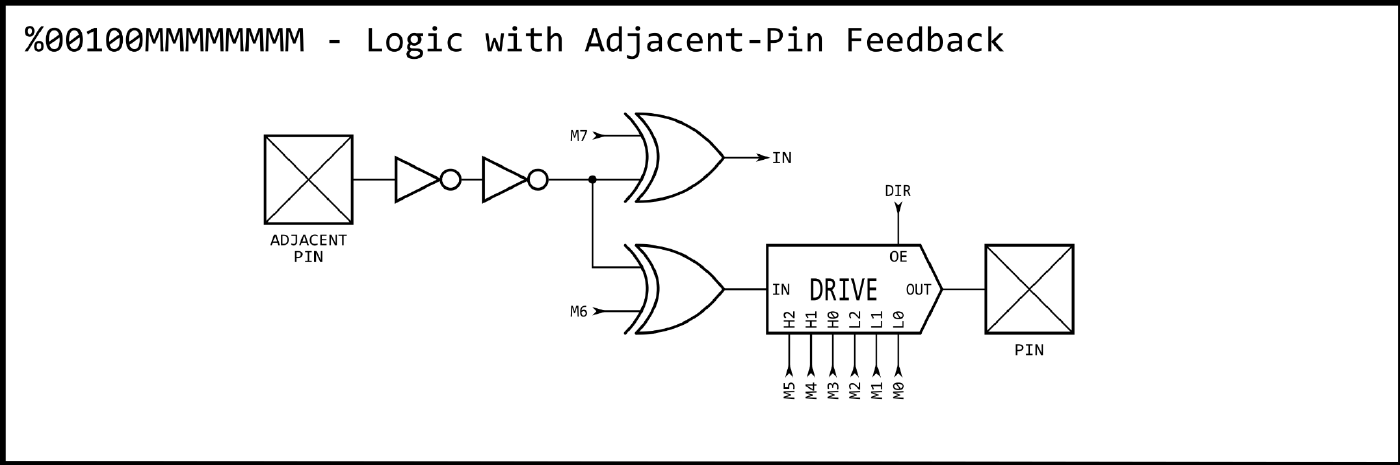 %00100MMMMMMMM - Logic with Adjacent-Pin Feedback
M7
IN
ADJACENT
PIN
M6
DIR
OE
IN
DRIVE
OUT
H2
H1
H0
L2
L1
L0
M5
M4
M3
M2
M1
M0
PIN